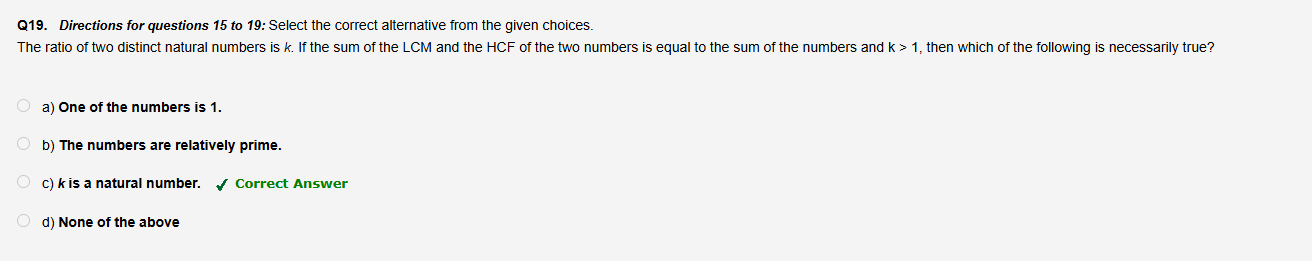 Q19. Directions for questions 15 to 19: Select the correct alternative from the given choices.
The ratio of two distinct natural numbers is k. If the sum of the LCM and the HCF of the two numbers is equal to the sum of the numbers and k > 1, then which of the following is necessarily true?
a) One of the numbers is 1.
b) The numbers are relatively prime.
c) k is a natural number. ✓ Correct Answer
d) None of the above